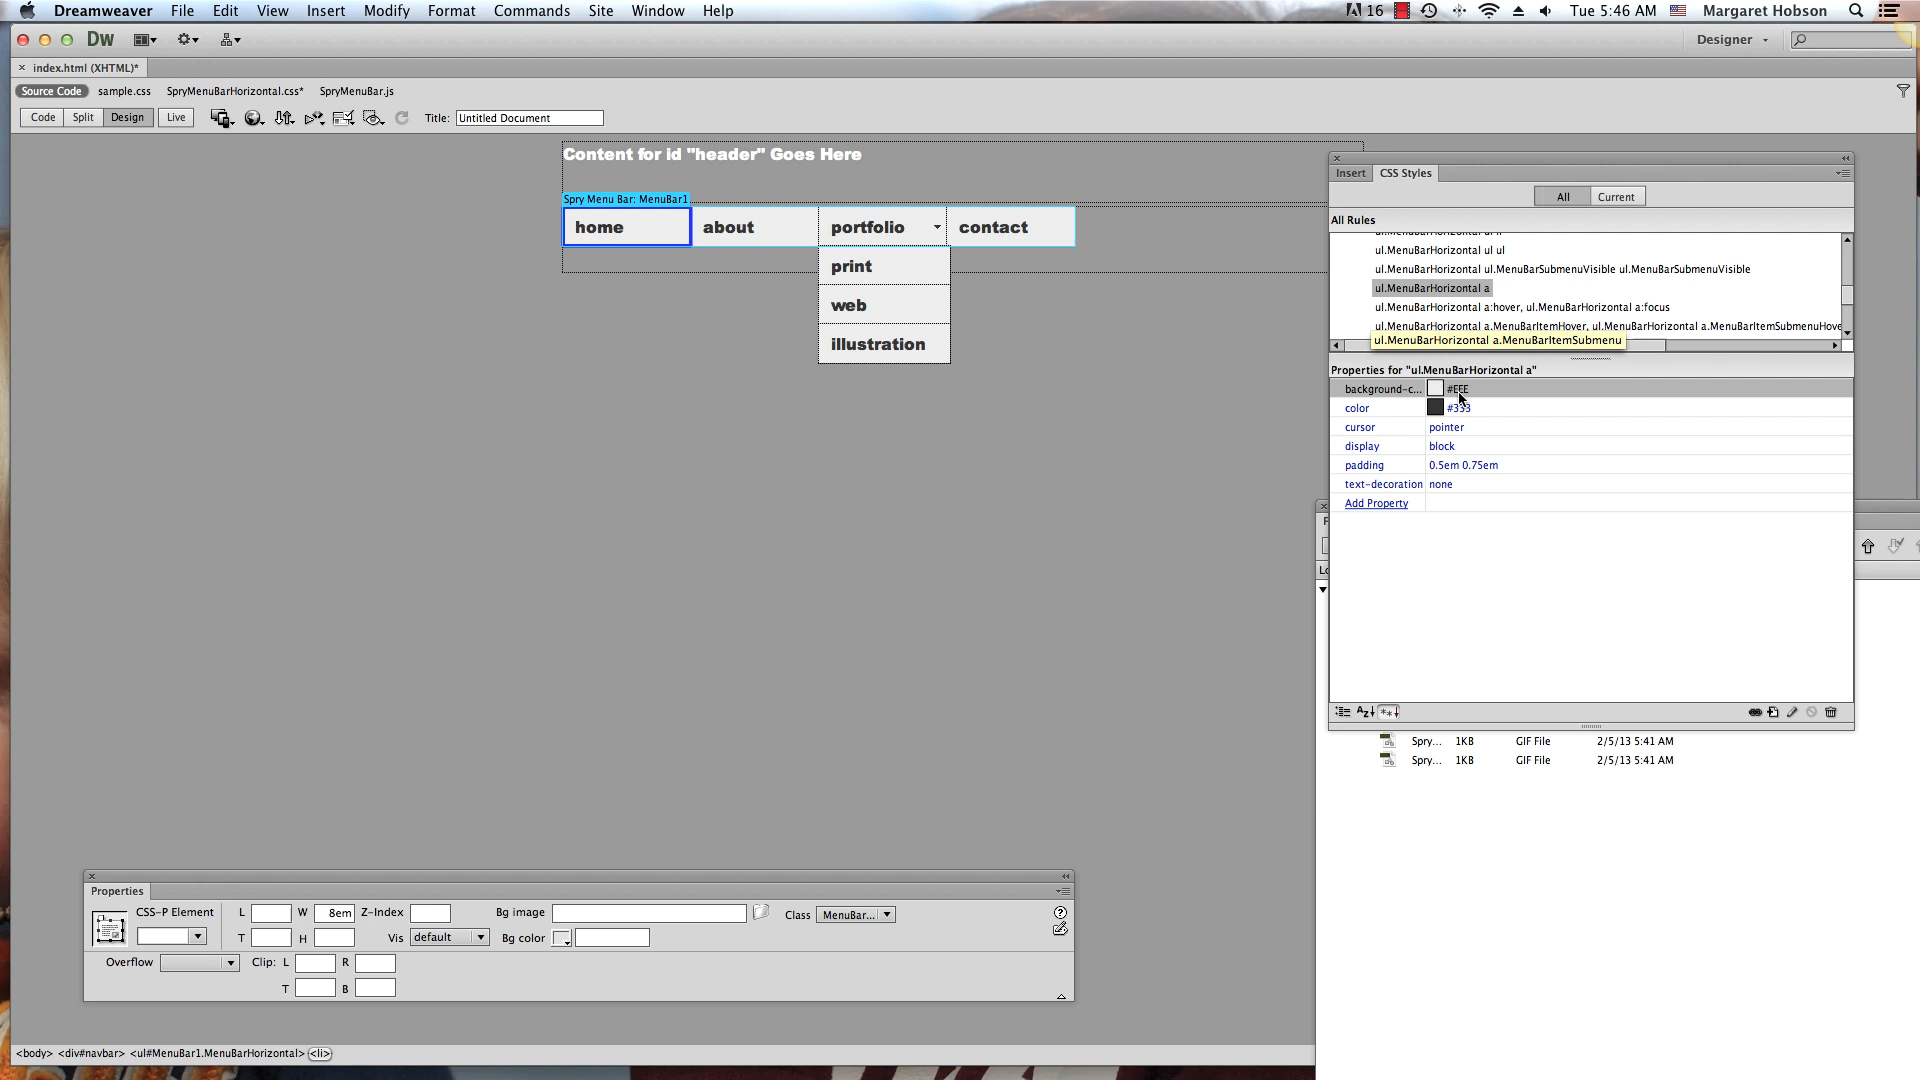 Dreamweaver File Edit View Insert Modify Format Commands Site Window Help
16 Tue 5:46 AM Margaret Hobson
Dw Designer
index.html (XHTML)*
Source Code sample.css SpryMenuBarHorizontal.css* SpryMenuBar.js
Code Split Design Live Title: Untitled Document
Content for id "header" Goes Here
Spry Menu Bar: MenuBar1
home about portfolio contact
print
web
illustration
Insert CSS Styles
All Current
All Rules
ul.MenuBarHorizontal ul ul
ul.MenuBarHorizontal ul.MenuBarSubmenuVisible ul.MenuBarSubmenuVisible
ul.MenuBarHorizontal a
ul.MenuBarHorizontal a:hover, ul.MenuBarHorizontal a:focus
ul.MenuBarHorizontal a.MenuBarItemHover, ul.MenuBarHorizontal a.MenuBarItemSubmenuHove
ul.MenuBarHorizontal a.MenuBarItemSubmenu
Properties for "ul.MenuBarHorizontal a"
background-c... #EEE
color #333
cursor pointer
display block
padding 0.5em 0.75em
text-decoration none
Add Property
Spry... 1KB GIF File 2/5/13 5:41 AM
Spry... 1KB GIF File 2/5/13 5:41 AM
Properties
CSS-P Element L W 8em Z-Index Bg image Class MenuBar...
T H Vis default Bg color
Overflow Clip: L R
T B
<body> <div#navbar> <ul#MenuBar1.MenuBarHorizontal> <li>